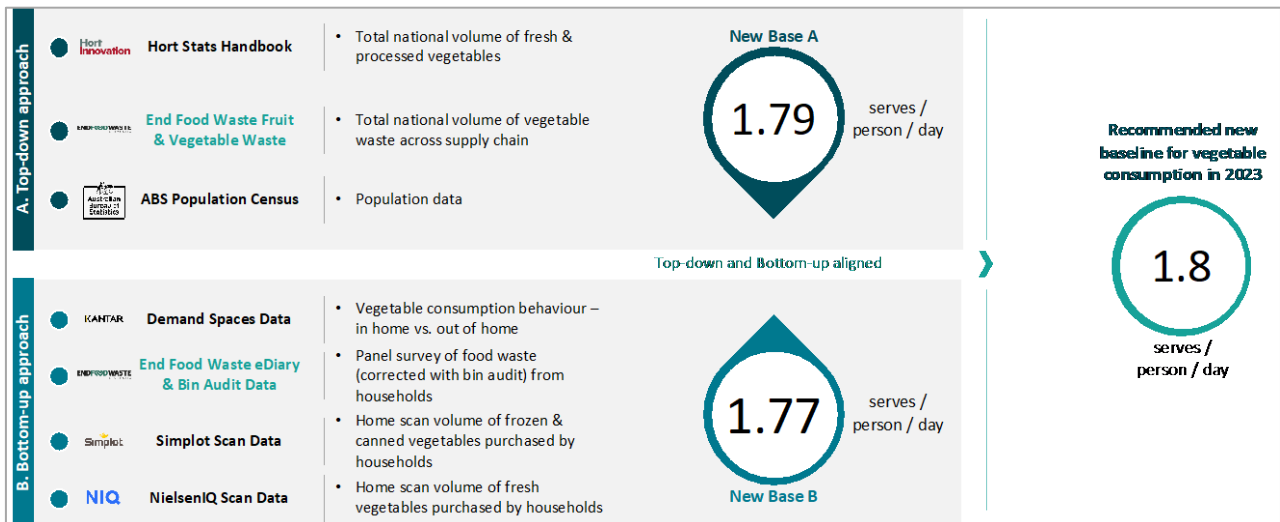 A. Top-down approach
Hort
Innovation
Hort Stats Handbook
• Total national volume of fresh &
processed vegetables
ENDFOODWASTE
End Food Waste Fruit
& Vegetable Waste
• Total national volume of vegetable
waste across supply chain
Australian
Bureau of
Statistics
ABS Population Census
• Population data
New Base A
1.79
serves /
person / day
Top-down and Bottom-up aligned
B. Bottom-up approach
KANTAR
Demand Spaces Data
• Vegetable consumption behaviour –
in home vs. out of home
ENDFOODWASTE
End Food Waste eDiary
& Bin Audit Data
• Panel survey of food waste
(corrected with bin audit) from
households
Simplot
Simplot Scan Data
• Home scan volume of frozen &
canned vegetables purchased by
households
NIQ
NielsenIQ Scan Data
• Home scan volume of fresh
vegetables purchased by households
1.77
serves /
person / day
New Base B
Recommended new
baseline for vegetable
consumption in 2023
1.8
serves /
person / day